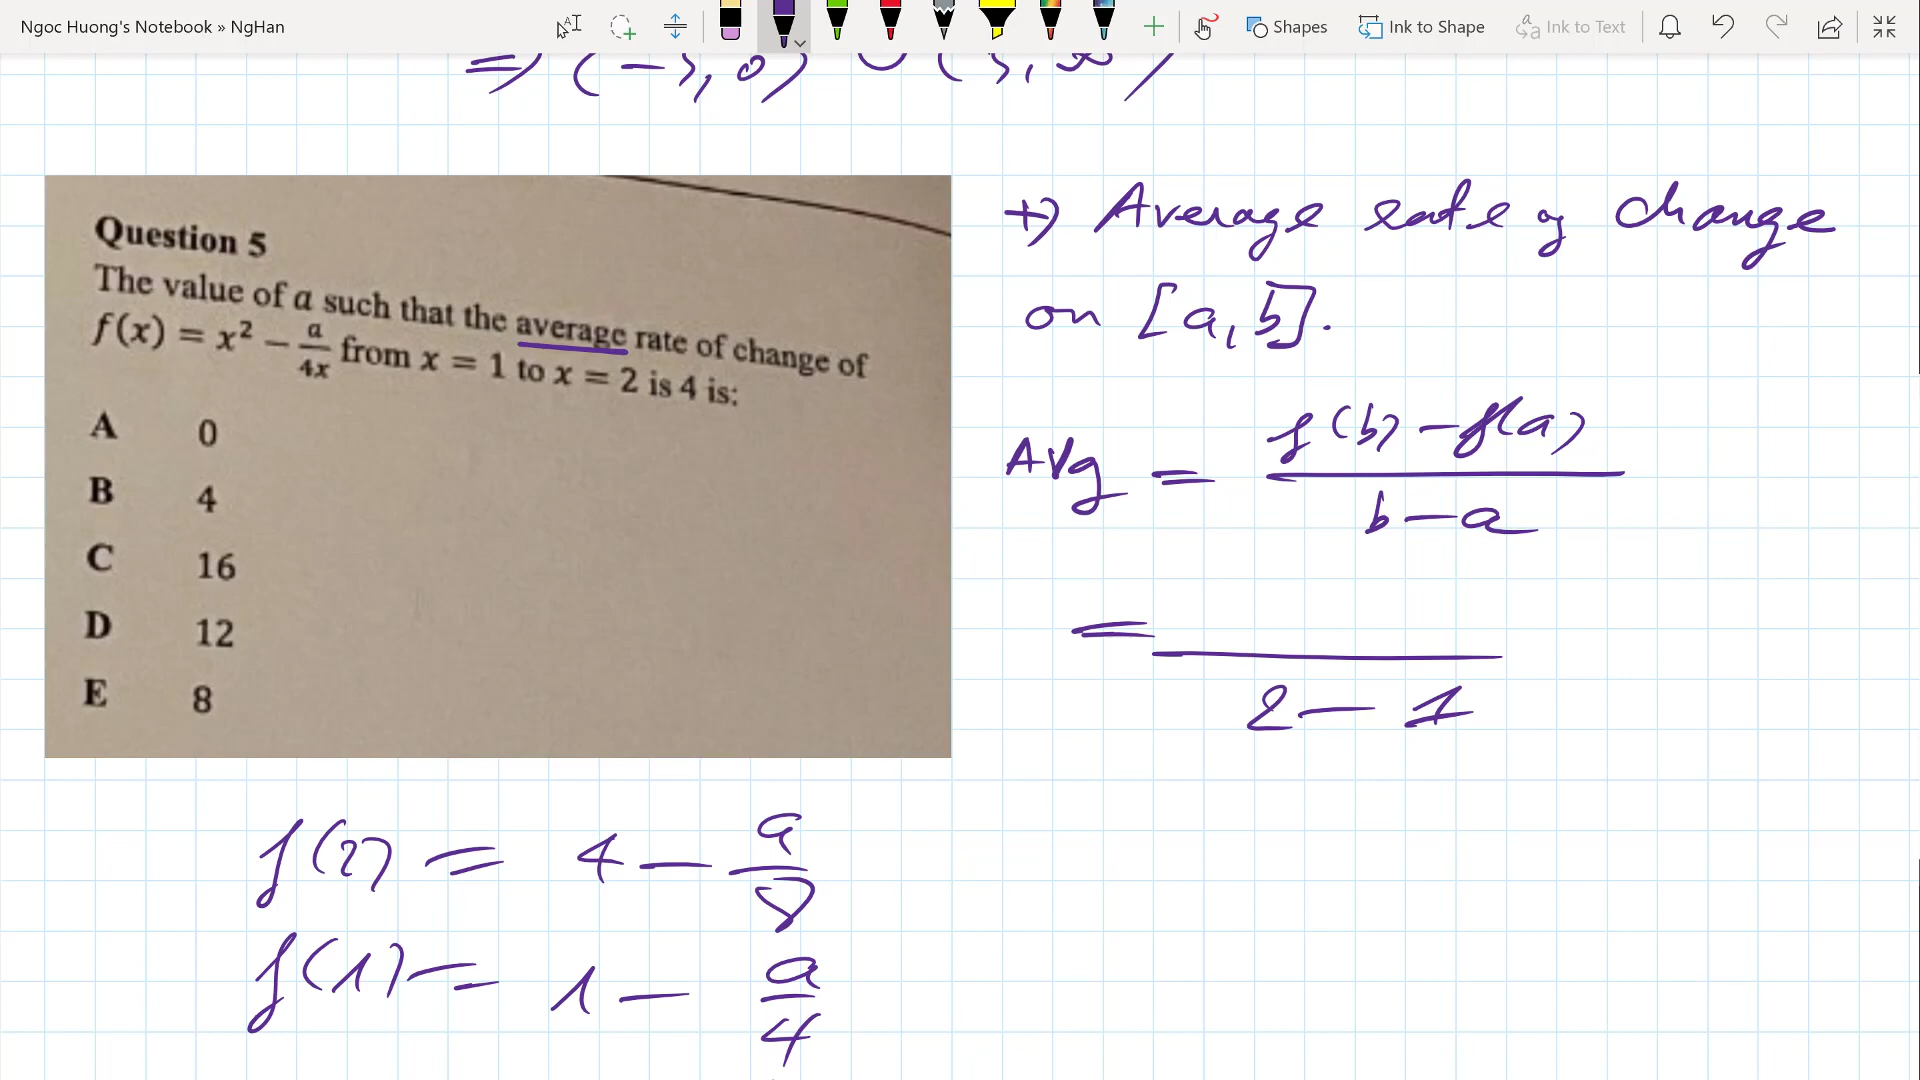 Ngoc Huong's Notebook » NgHan
Shapes
Ink to Shape
Ink to Text
Question 5
The value of a such that the average rate of change of
f(x) = x² − a/4x from x = 1 to x = 2 is 4 is:
A 0
B 4
C 16
D 12
E 8
+) Average rate of change
on [a, b].
Avg = f(b) − f(a) / b − a
= / 2 − 1
f(2) = 4 − a/8
f(1) = 1 − a/4